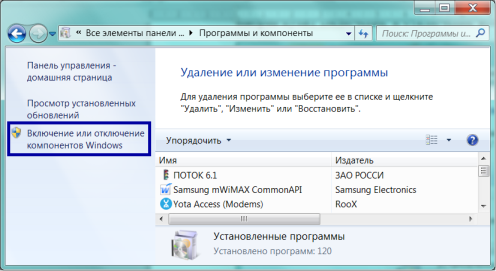 « Все элементы панели ... ▸ Программы и компоненты
Поиск: Программы и...
Панель управления -
домашняя страница
Просмотр установленных
обновлений
Включение или отключение
компонентов Windows
Удаление или изменение программы
Для удаления программы выберите ее в списке и щелкните
"Удалить", "Изменить" или "Восстановить".
Упорядочить
Имя Издатель
ПОТОК 6.1 ЗАО РОССИ
Samsung mWiMAX CommonAPI Samsung Electronics
Yota Access (Modems) RooX
Установленные программы
Установлено программ: 120